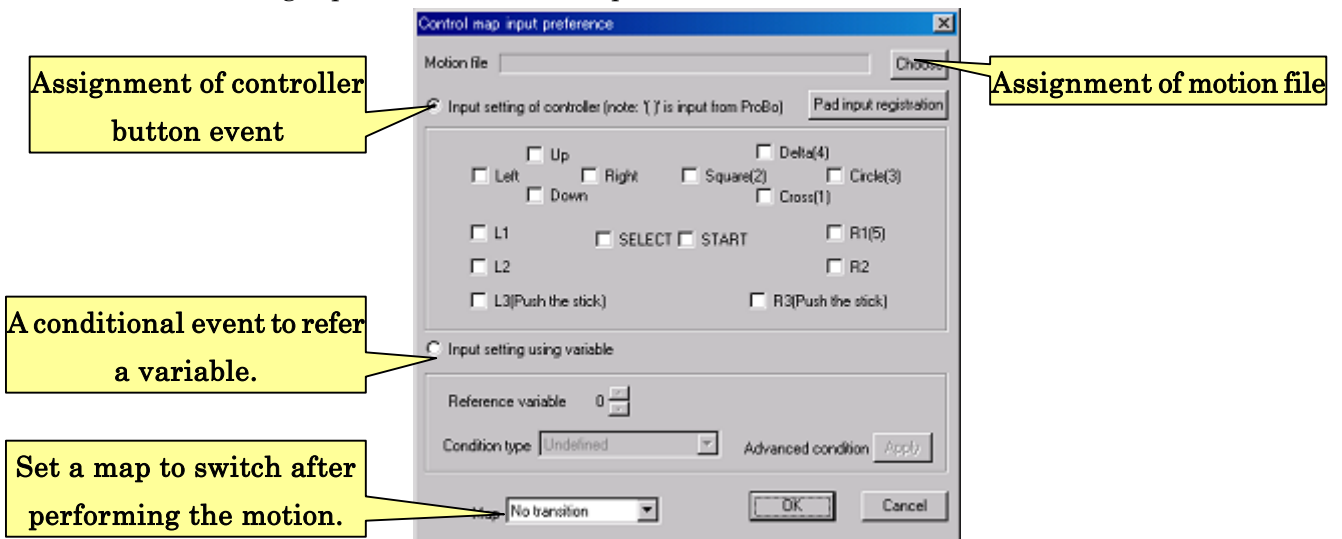 Control map input preference
Motion file
Choose
Assignment of controller
button event
Assignment of motion file
Input setting of controller (note: '( )' is input from ProBo)
Pad input registration
Up
Delta(4)
Left
Right
Square(2)
Circle(3)
Down
Cross(1)
L1
SELECT
START
R1(5)
L2
R2
L3(Push the stick)
R3(Push the stick)
A conditional event to refer
a variable.
Input setting using variable
Reference variable
0
Condition type
Undefined
Advanced condition
Apply
Set a map to switch after
performing the motion.
Map
No transition
OK
Cancel